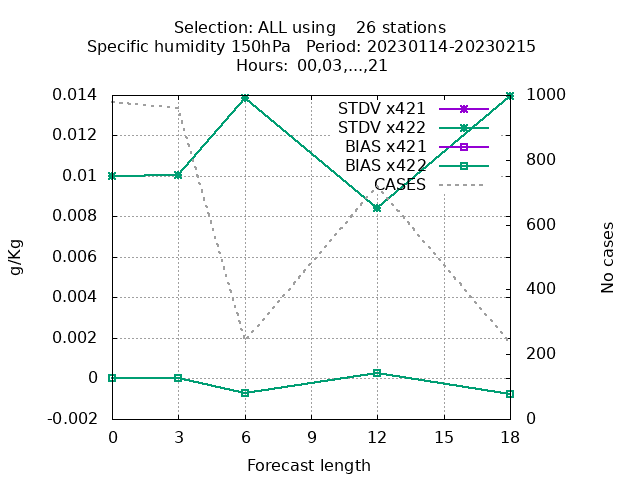 Selection: ALL using    26 stations
Specific humidity 150hPa   Period: 20230114-20230215
Hours: 00,03,...,21
0.014
0.012
0.01
0.008
0.006
0.004
0.002
0
-0.002
g/Kg
STDV x421
STDV x422
BIAS x421
BIAS x422
CASES
1000
800
600
400
200
0
No cases
0 3 6 9 12 15 18
Forecast length